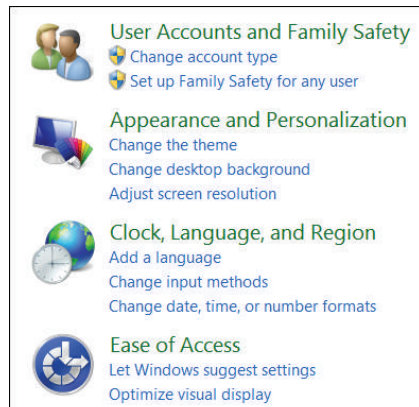 User Accounts and Family Safety
Change account type
Set up Family Safety for any user
Appearance and Personalization
Change the theme
Change desktop background
Adjust screen resolution
Clock, Language, and Region
Add a language
Change input methods
Change date, time, or number formats
Ease of Access
Let Windows suggest settings
Optimize visual display